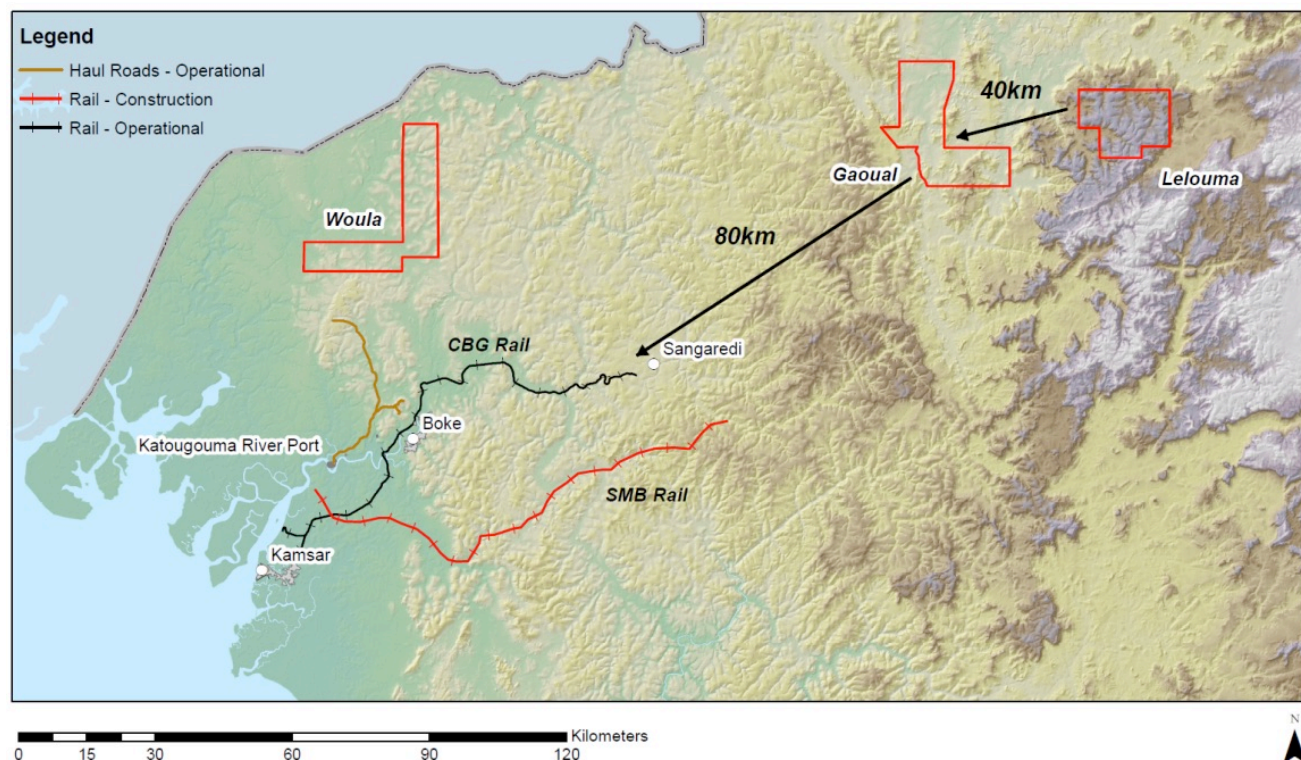 Legend
Haul Roads - Operational
Rail - Construction
Rail - Operational
40km
Gaoual
Lelouma
Woula
80km
CBG Rail
Sangaredi
Boke
Katougouma River Port
SMB Rail
Kamsar
Kilometers
0 15 30 60 90 120
N